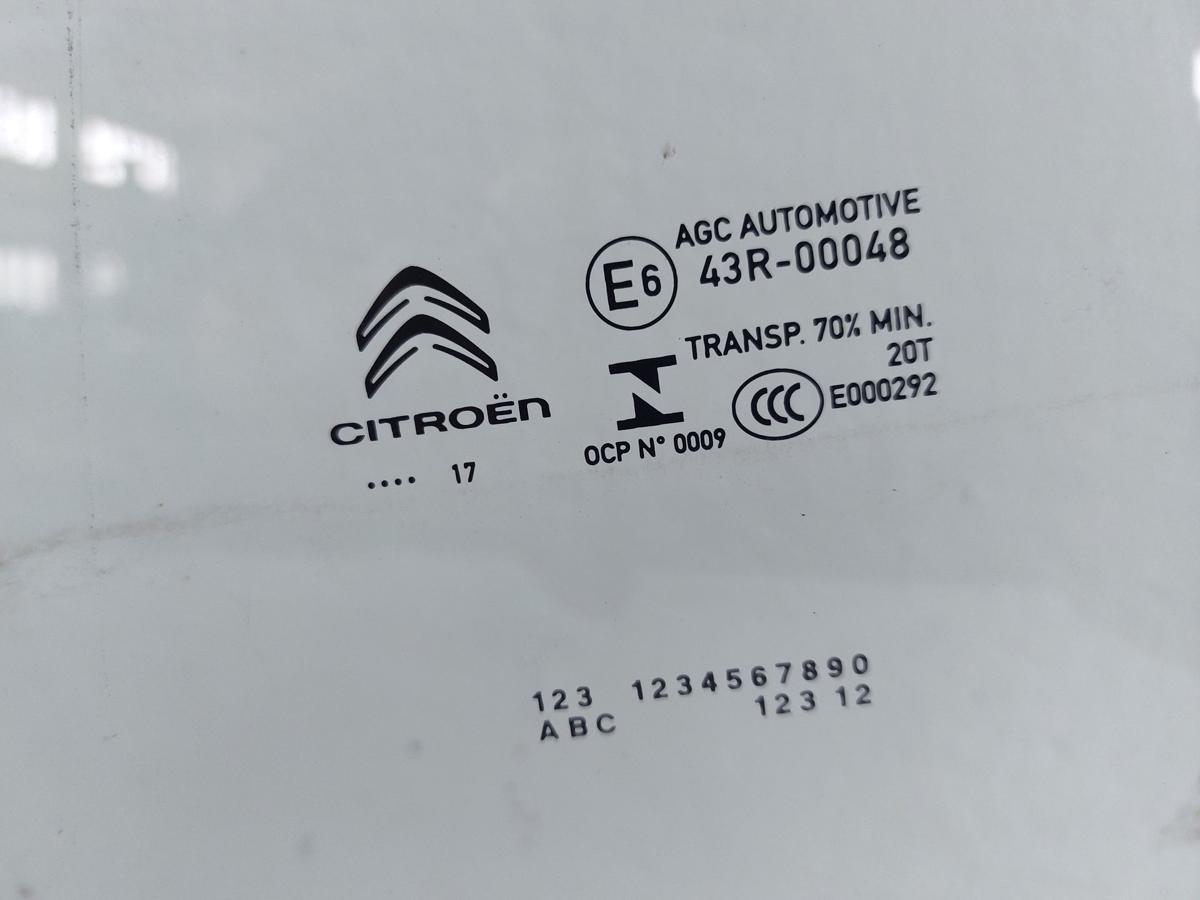 AGC AUTOMOTIVE
E6 43R-00048
TRANSP. 70% MIN.
20T
CCC E000292
OCP N° 0009
CITROËN
.... 17
123 1234567890
ABC 123 12